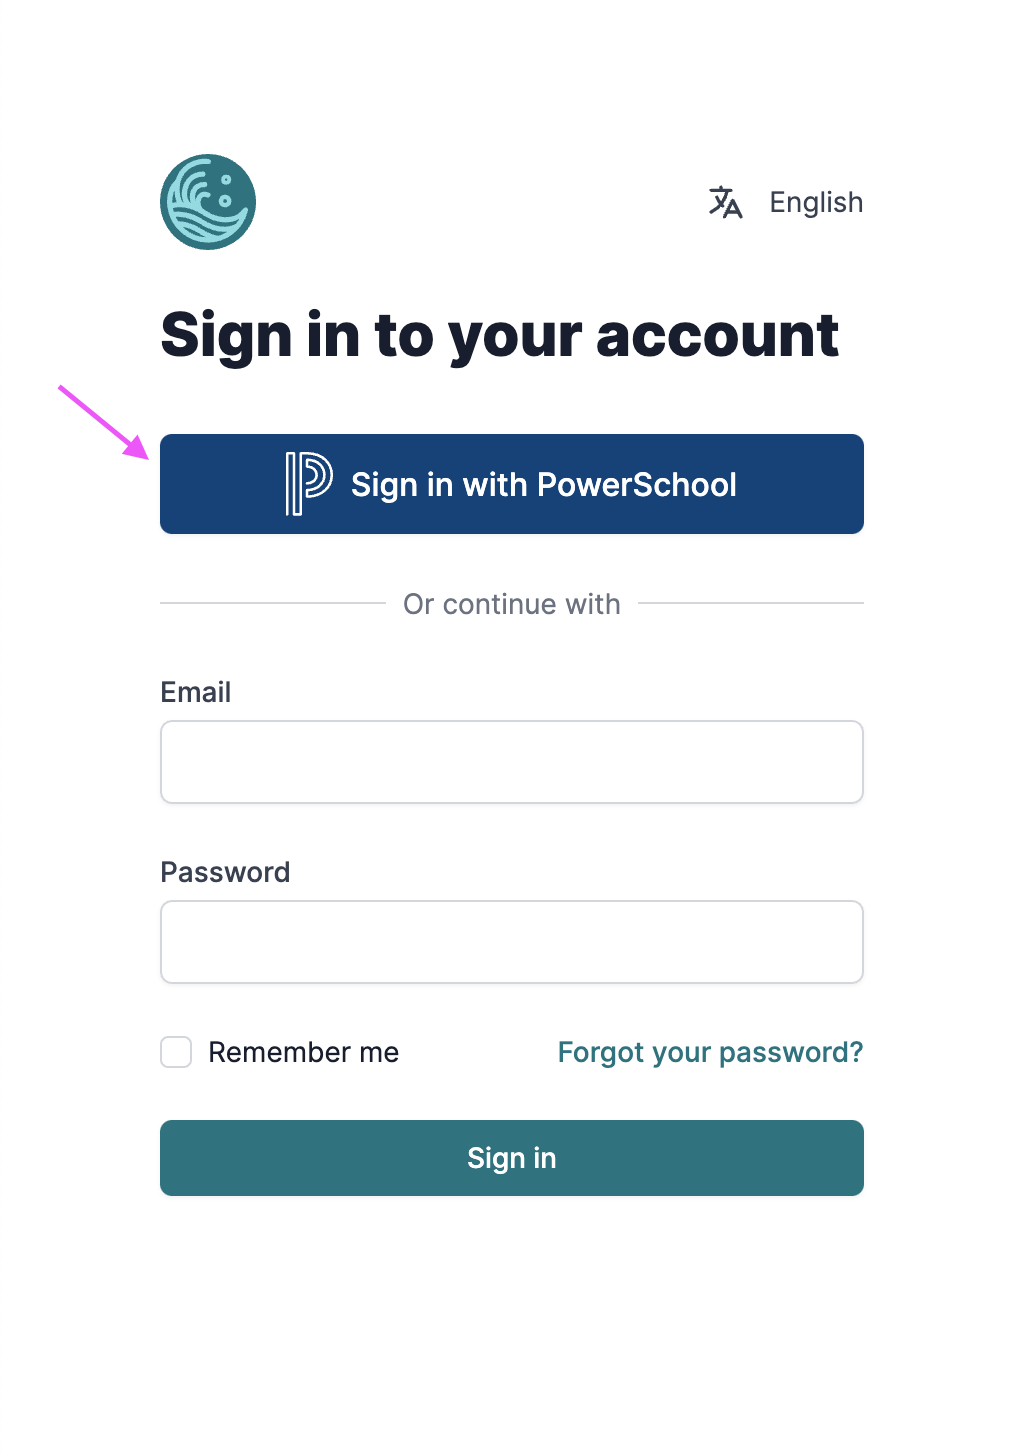 English
Sign in to your account
Sign in with PowerSchool
Or continue with
Email
Password
Remember me Forgot your password?
Sign in